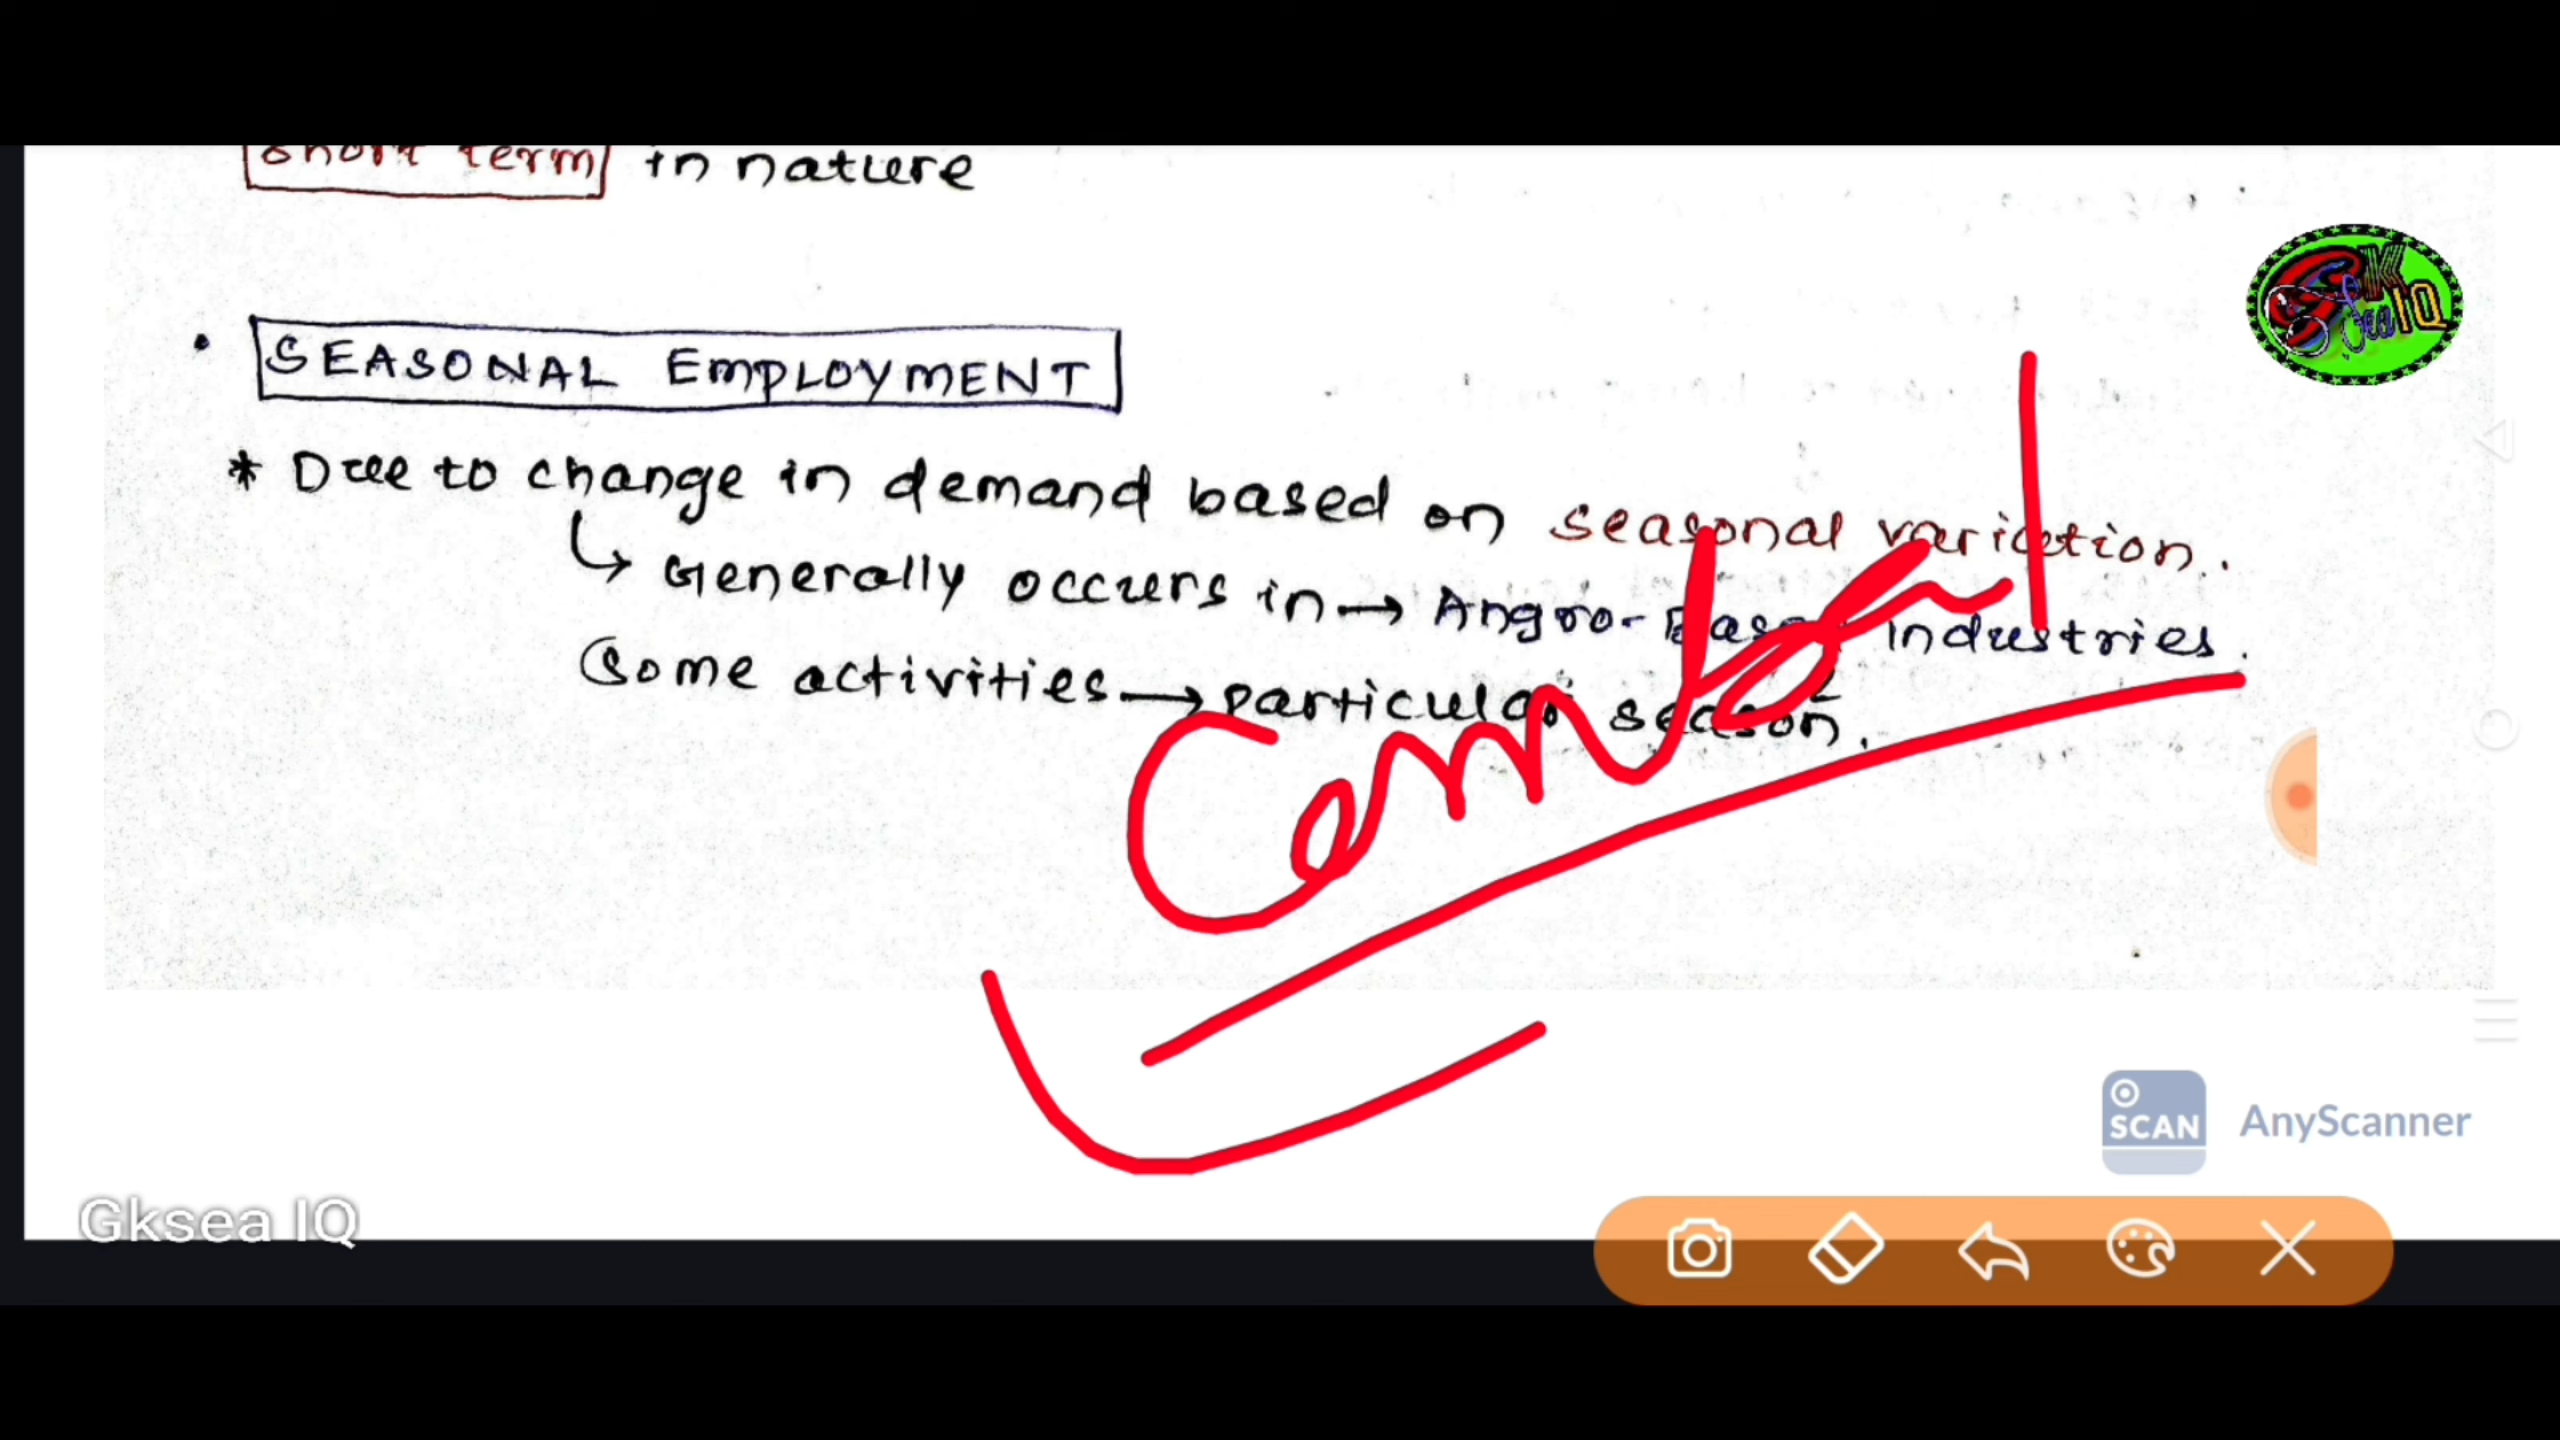 short term in nature
• SEASONAL EMPLOYMENT
* Due to change in demand based on seasonal variation.
↳ Generally occurs in → Angro-Based industries.
(Some activities → particular season.
SCAN AnyScanner
Gksea IQ